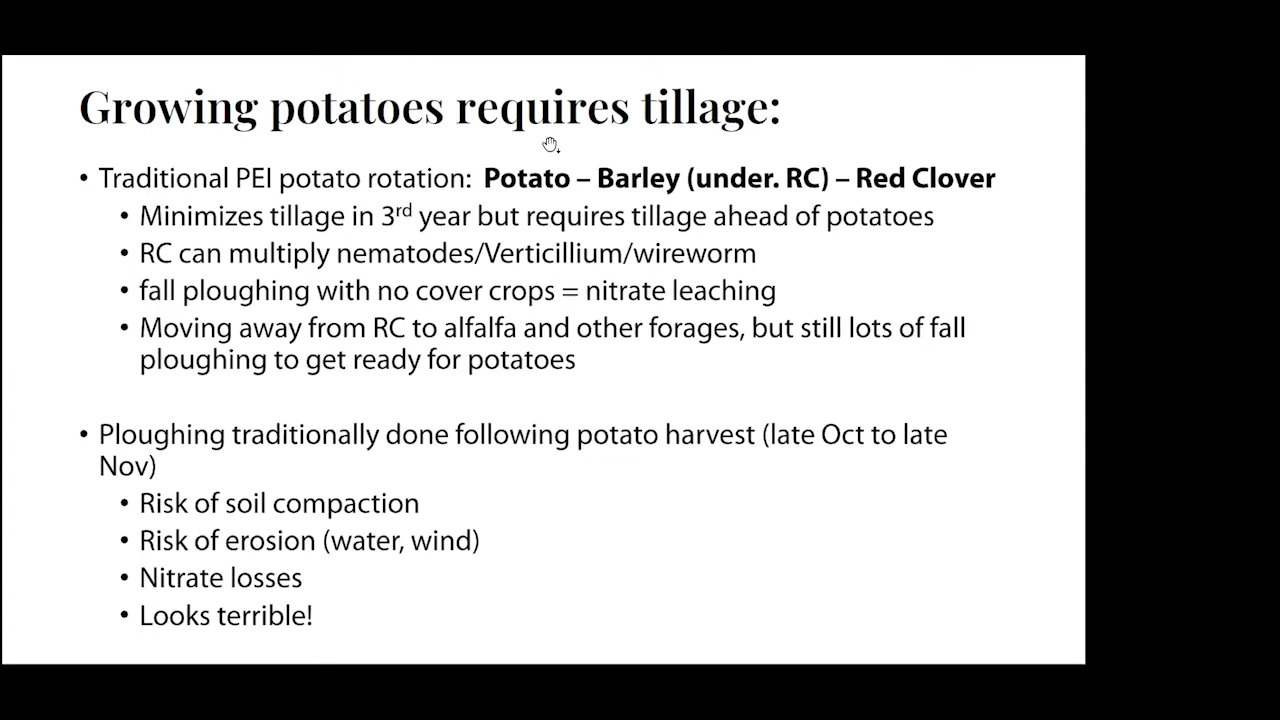 Growing potatoes requires tillage:
• Traditional PEI potato rotation: Potato – Barley (under. RC) – Red Clover
• Minimizes tillage in 3rd year but requires tillage ahead of potatoes
• RC can multiply nematodes/Verticillium/wireworm
• fall ploughing with no cover crops = nitrate leaching
• Moving away from RC to alfalfa and other forages, but still lots of fall
ploughing to get ready for potatoes
• Ploughing traditionally done following potato harvest (late Oct to late
Nov)
• Risk of soil compaction
• Risk of erosion (water, wind)
• Nitrate losses
• Looks terrible!